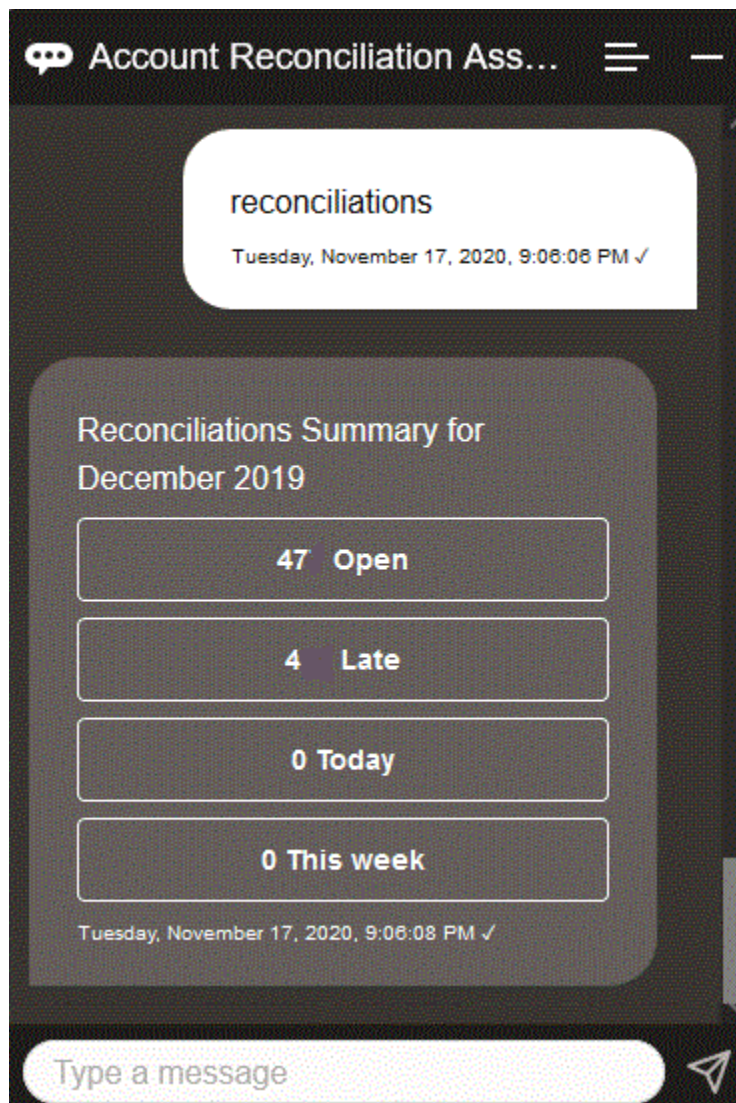 Account Reconciliation Ass...
reconciliations
Tuesday, November 17, 2020, 9:06:06 PM ✓
Reconciliations Summary for
December 2019
47 Open
4 Late
0 Today
0 This week
Tuesday, November 17, 2020, 9:06:08 PM ✓
Type a message